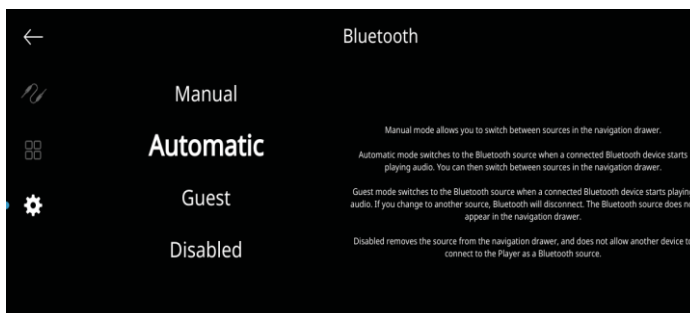 Bluetooth
Manual
Automatic
Guest
Disabled
Manual mode allows you to switch between sources in the navigation drawer.
Automatic mode switches to the Bluetooth source when a connected Bluetooth device starts
playing audio. You can then switch between sources in the navigation drawer.
Guest mode switches to the Bluetooth source when a connected Bluetooth device starts playing
audio. If you change to another source, Bluetooth will disconnect. The Bluetooth source does no
appear in the navigation drawer.
Disabled removes the source from the navigation drawer, and does not allow another device to
connect to the Player as a Bluetooth source.